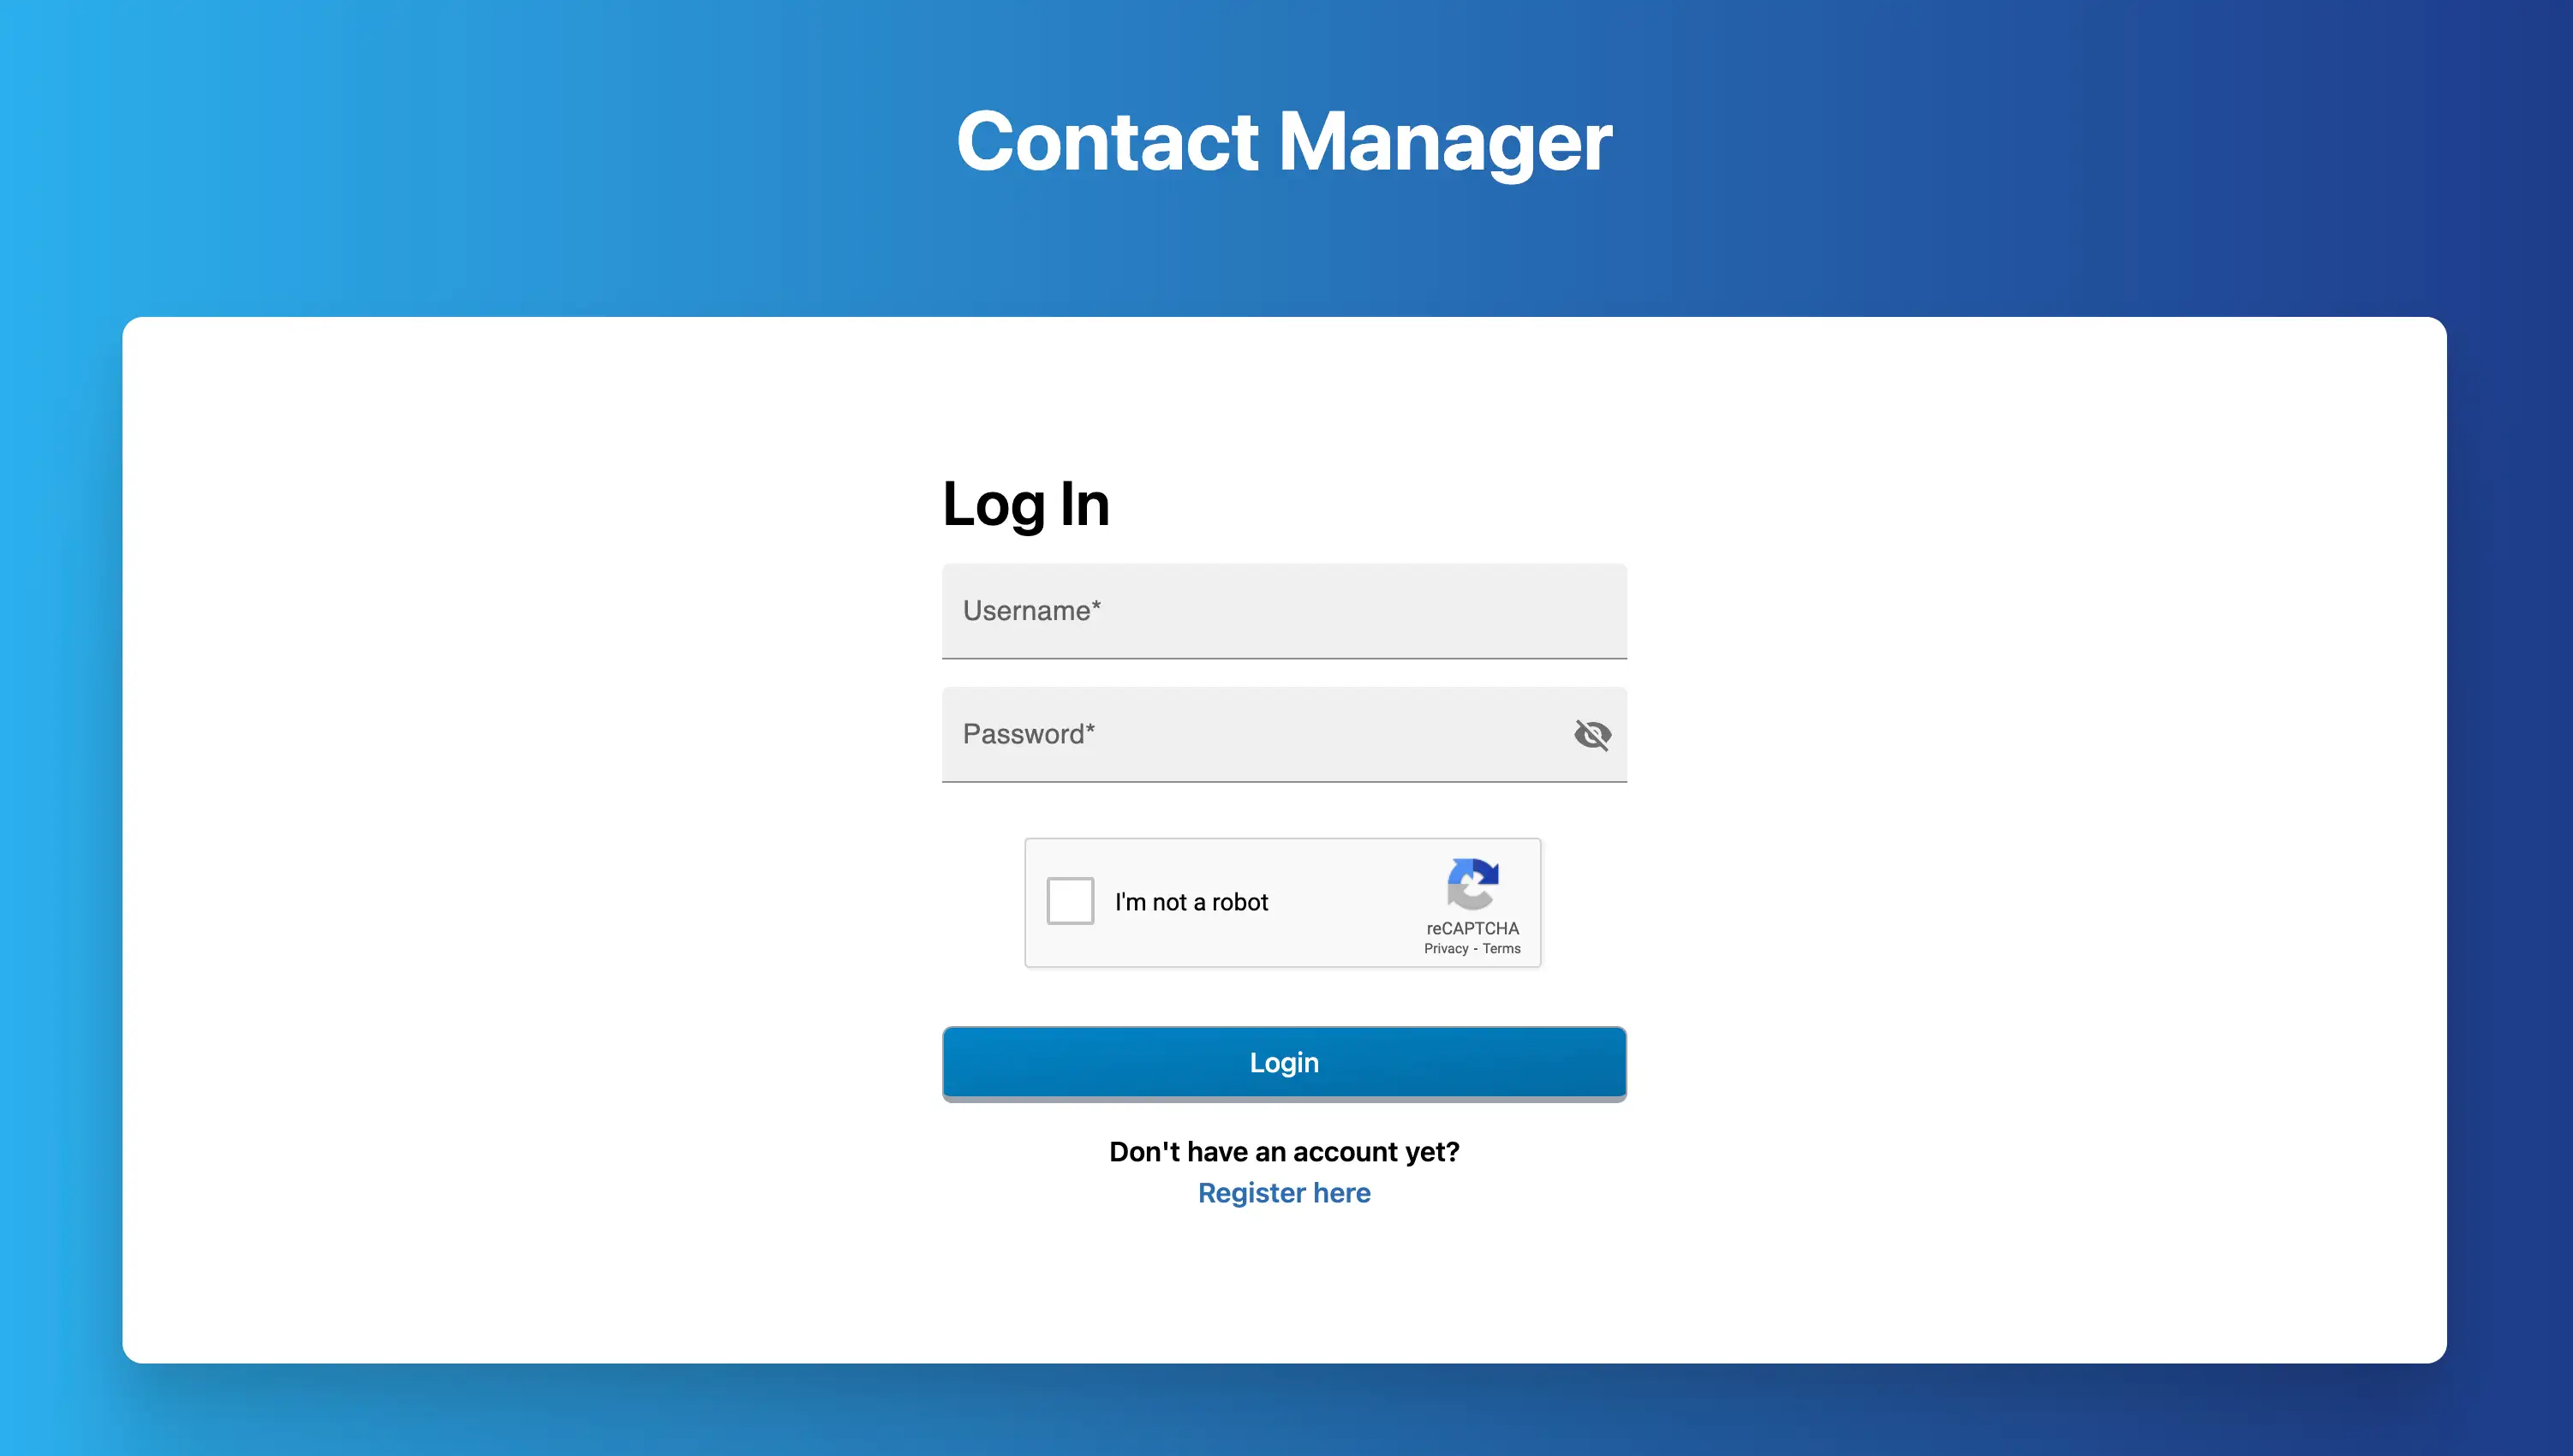 Contact Manager
Log In
Username*
Password*
I'm not a robot
reCAPTCHA
Privacy - Terms
Login
Don't have an account yet?
Register here